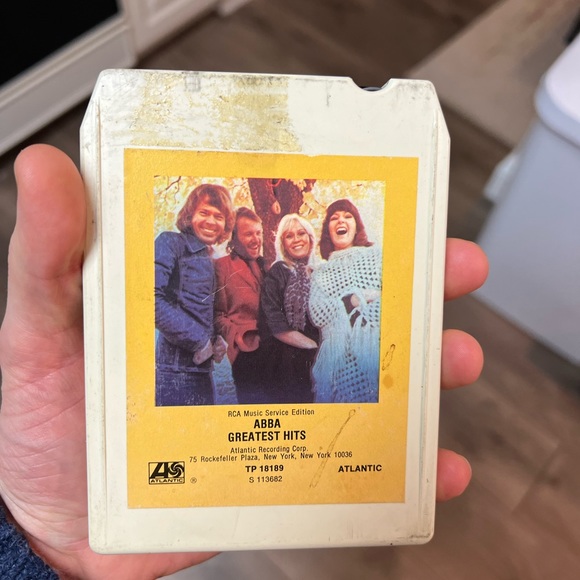 RCA Music Service Edition
ABBA
GREATEST HITS
Atlantic Recording Corp.
75 Rockefeller Plaza, New York, New York 10036
ATLANTIC ®
TP 18189
S 113682
ATLANTIC